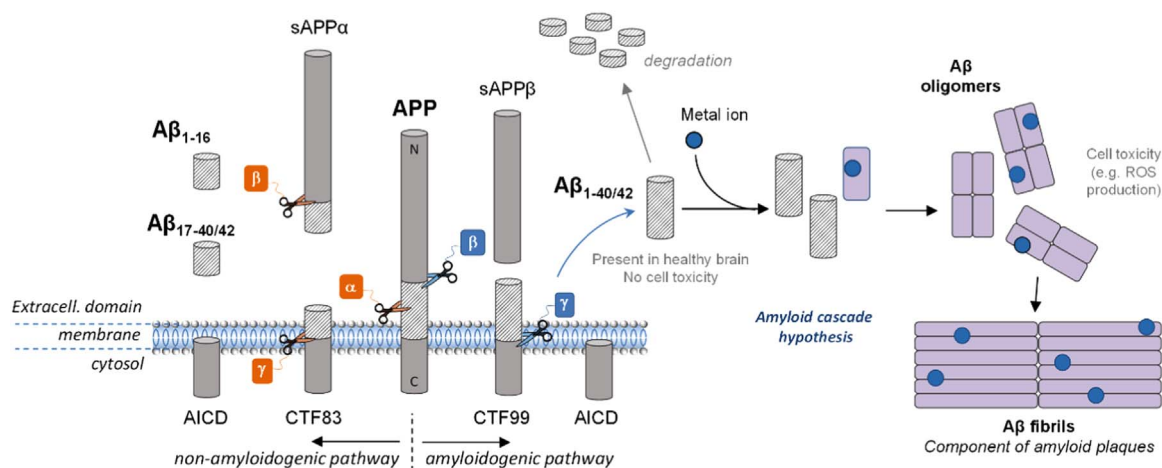 sAPPα
degradation
Aβ
oligomers
sAPPβ
APP
Metal ion
Aβ1-16
N
β
Cell toxicity
(e.g. ROS
production)
Aβ1-40/42
Aβ17-40/42
β
Present in healthy brain
No cell toxicity
α
γ
Extracell. domain
membrane
cytosol
Amyloid cascade
hypothesis
γ
C
AICD
CTF83
CTF99
AICD
Aβ fibrils
Component of amyloid plaques
non-amyloidogenic pathway
amyloidogenic pathway